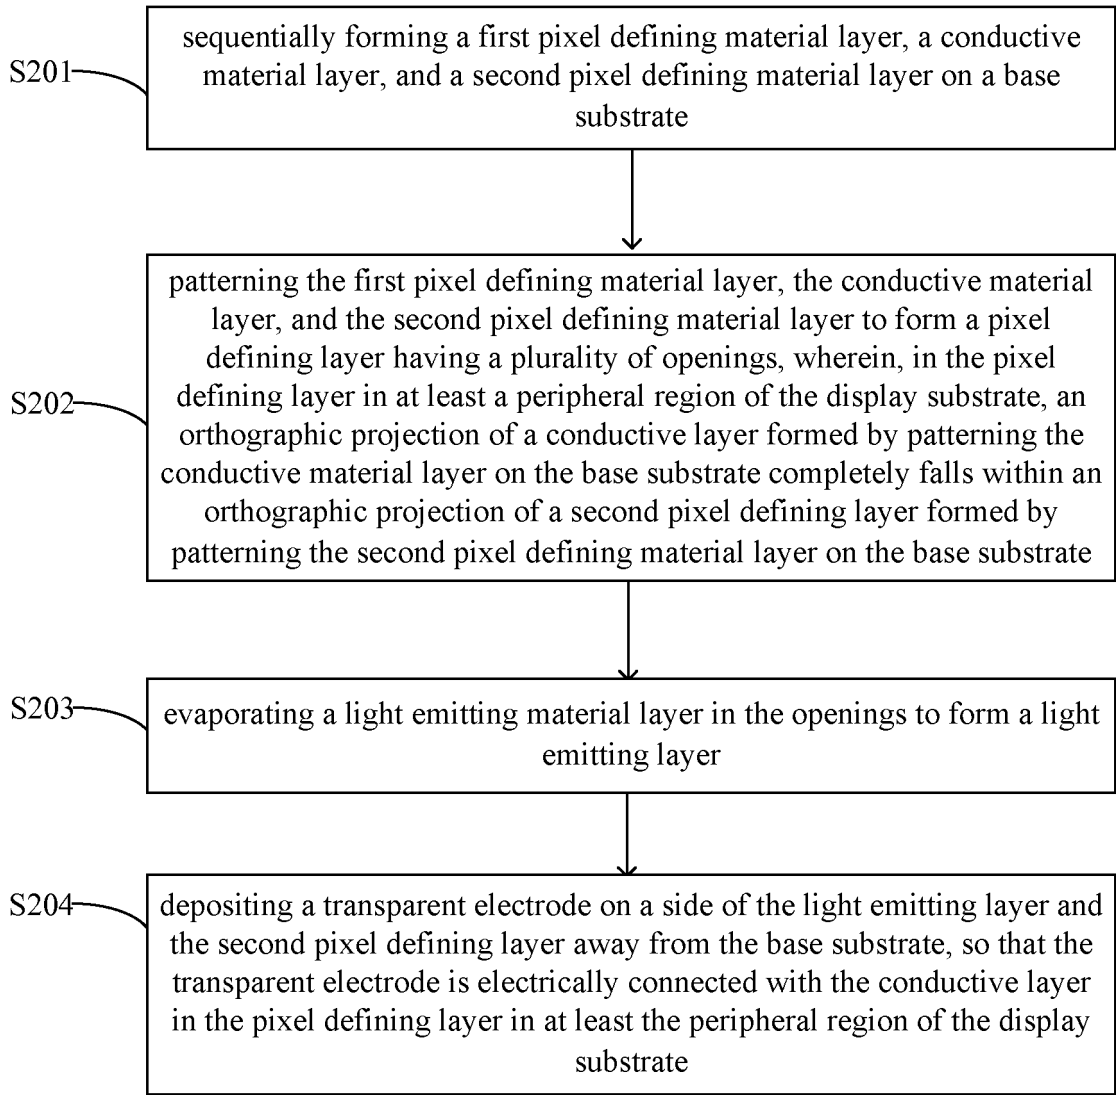 S201
sequentially forming a first pixel defining material layer, a conductive
material layer, and a second pixel defining material layer on a base
substrate
S202
patterning the first pixel defining material layer, the conductive material
layer, and the second pixel defining material layer to form a pixel
defining layer having a plurality of openings, wherein, in the pixel
defining layer in at least a peripheral region of the display substrate, an
orthographic projection of a conductive layer formed by patterning the
conductive material layer on the base substrate completely falls within an
orthographic projection of a second pixel defining layer formed by
patterning the second pixel defining material layer on the base substrate
S203
evaporating a light emitting material layer in the openings to form a light
emitting layer
S204
depositing a transparent electrode on a side of the light emitting layer and
the second pixel defining layer away from the base substrate, so that the
transparent electrode is electrically connected with the conductive layer
in the pixel defining layer in at least the peripheral region of the display
substrate